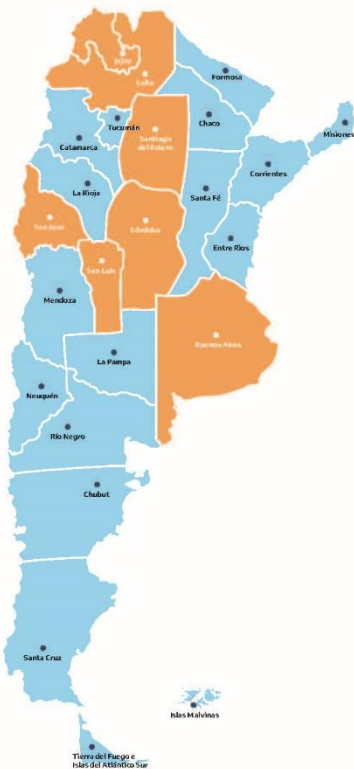 Jujuy
Salta
Formosa
Tucumán
Santiago
del Estero
Chaco
Misiones
Catamarca
Corrientes
La Rioja
Santa Fé
San Juan
Córdoba
Entre Rios
San Luis
Mendoza
Buenos Aires
La Pampa
Neuquén
Río Negro
Chubut
Santa Cruz
Islas Malvinas
Tierra del Fuego e
Islas del Atlántico Sur